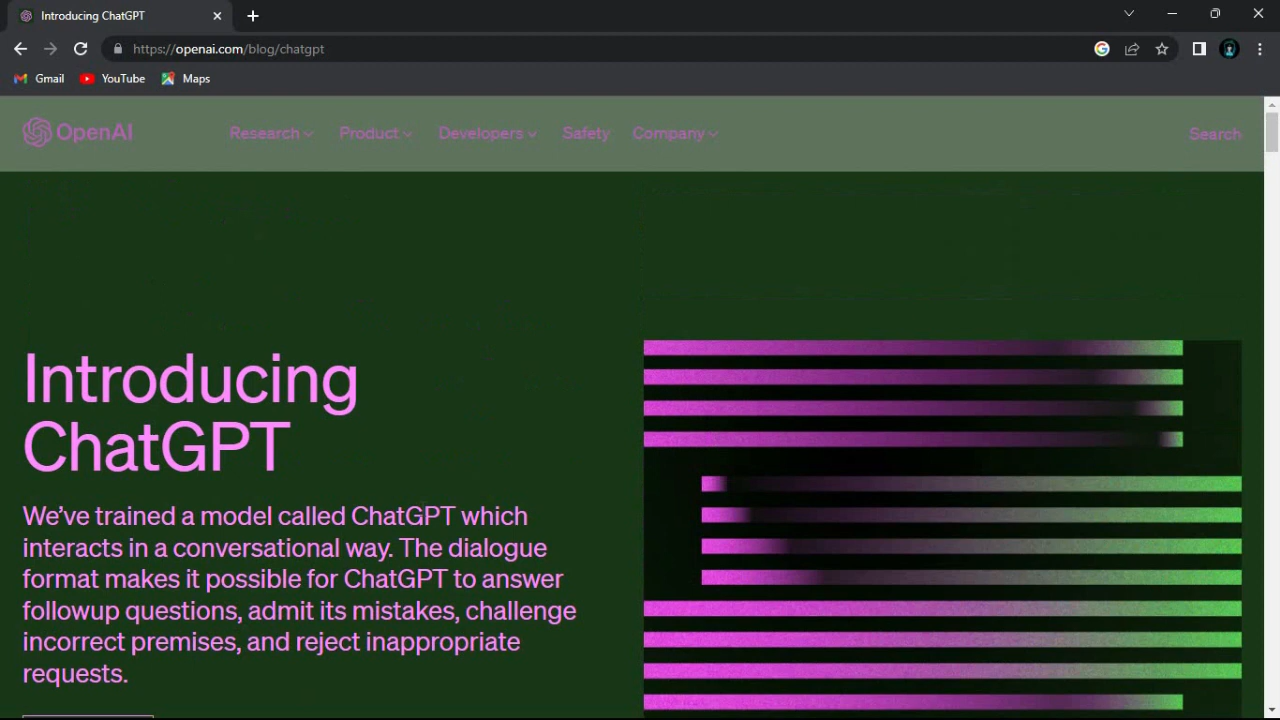 Introducing ChatGPT
https://openai.com/blog/chatgpt
Gmail YouTube Maps
OpenAI Research Product Developers Safety Company Search
Introducing
ChatGPT
We’ve trained a model called ChatGPT which
interacts in a conversational way. The dialogue
format makes it possible for ChatGPT to answer
followup questions, admit its mistakes, challenge
incorrect premises, and reject inappropriate
requests.